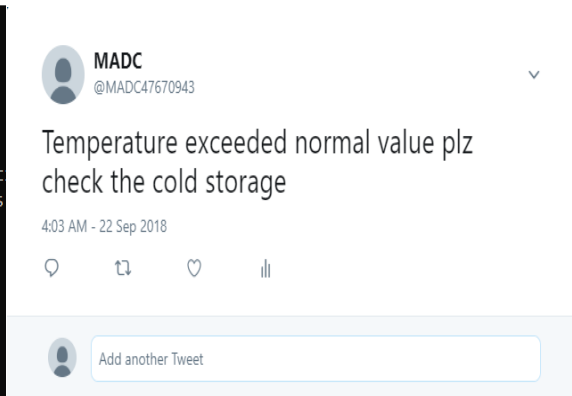 MADC
@MADC47670943
Temperature exceeded normal value plz
check the cold storage
4:03 AM - 22 Sep 2018
Add another Tweet